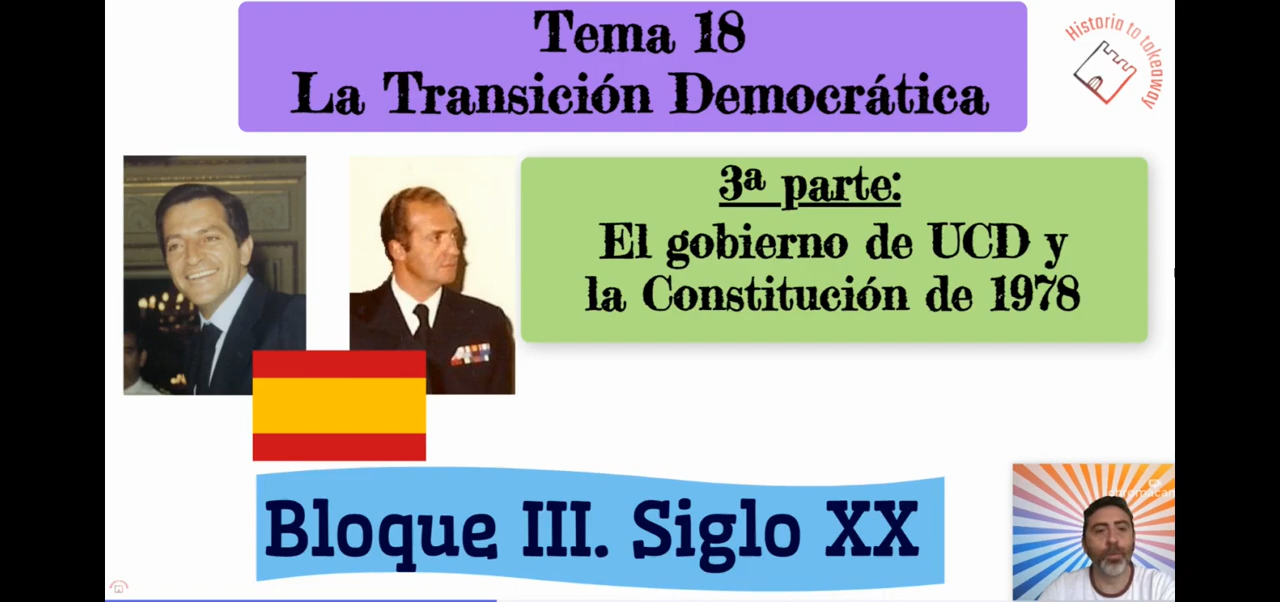 Tema 18
La Transición Democrática
Historia to takeaway
3ª parte:
El gobierno de UCD y
la Constitución de 1978
Bloque III. Siglo XX